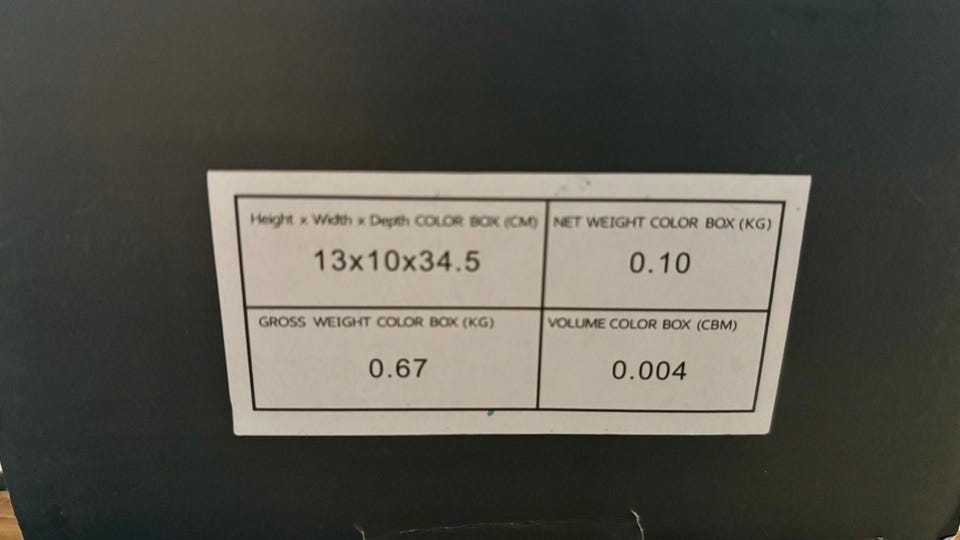 Height x Width x Depth COLOR BOX (CM)
13x10x34.5
NET WEIGHT COLOR BOX (KG)
0.10
GROSS WEIGHT COLOR BOX (KG)
0.67
VOLUME COLOR BOX (CBM)
0.004